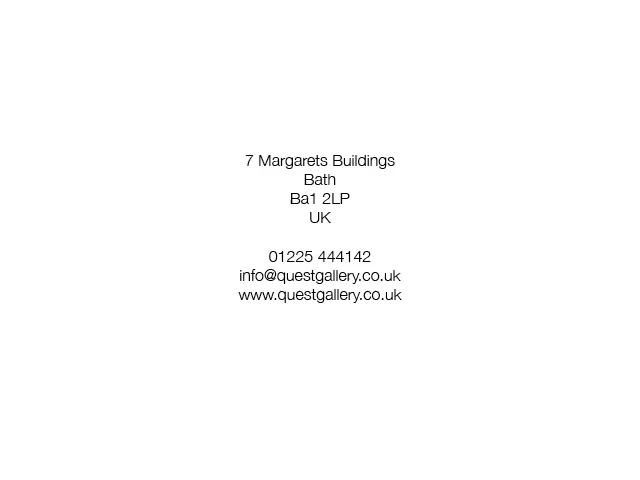 7 Margarets Buildings
Bath
Ba1 2LP
UK
01225 444142
info@questgallery.co.uk
www.questgallery.co.uk